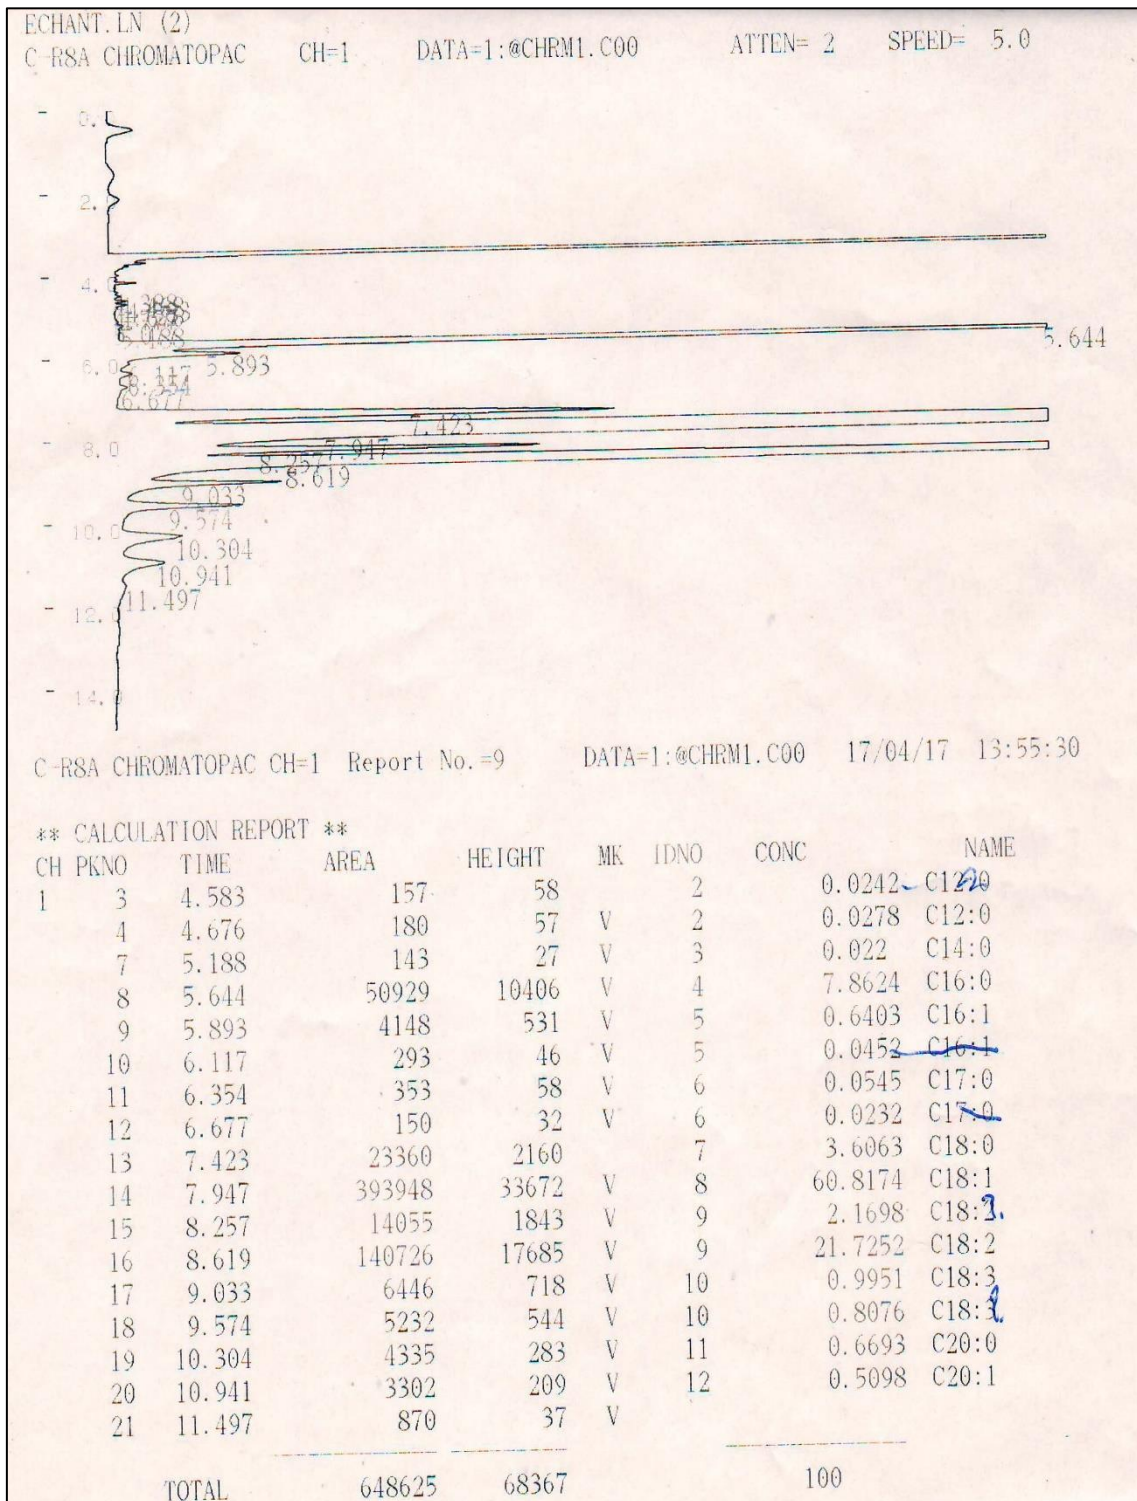 ECHANT.LN (2)
C-R8A CHROMATOPAC CH=1 DATA=1:@CHRM1.C00 ATTEN= 2 SPEED= 5.0
- 0.
- 2.
- 4.0
5.644
- 6.0
5.893
6.117
6.354
6.677
7.423
- 8.0
7.947
8.257
8.619
9.033
9.574
- 10.0
10.304
10.941
11.497
- 12.0
- 14.0
C-R8A CHROMATOPAC CH=1 Report No.=9 DATA=1:@CHRM1.C00 17/04/17 13:55:30
** CALCULATION REPORT **
CH PKNO TIME AREA HEIGHT MK IDNO CONC NAME
1 3 4.583 157 58 2 0.0242 C12:0
4 4.676 180 57 V 2 0.0278 C12:0
7 5.188 143 27 V 3 0.022 C14:0
8 5.644 50929 10406 V 4 7.8624 C16:0
9 5.893 4148 531 V 5 0.6403 C16:1
10 6.117 293 46 V 5 0.0452 C16:1
11 6.354 353 58 V 6 0.0545 C17:0
12 6.677 150 32 V 6 0.0232 C17:0
13 7.423 23360 2160 7 3.6063 C18:0
14 7.947 393948 33672 V 8 60.8174 C18:1
15 8.257 14055 1843 V 9 2.1698 C18:
16 8.619 140726 17685 V 9 21.7252 C18:2
17 9.033 6446 718 V 10 0.9951 C18:3
18 9.574 5232 544 V 10 0.8076 C18:3
19 10.304 4335 283 V 11 0.6693 C20:0
20 10.941 3302 209 V 12 0.5098 C20:1
21 11.497 870 37 V
TOTAL 648625 68367 100